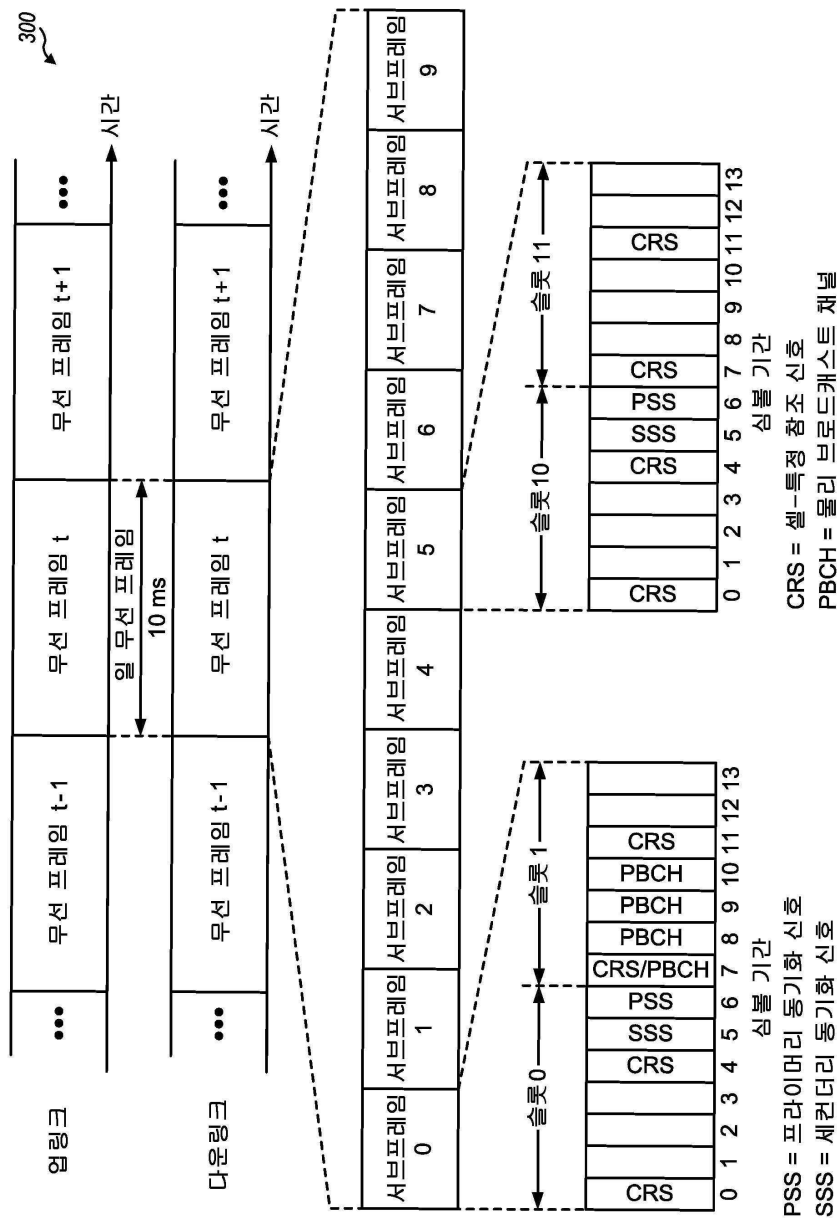 300
업링크
•••
무선 프레임 t-1
무선 프레임 t
무선 프레임 t+1
•••
시간
일 무선 프레임
10 ms
다운링크
•••
무선 프레임 t-1
무선 프레임 t
무선 프레임 t+1
•••
시간
서브프레임 0
서브프레임 1
서브프레임 2
서브프레임 3
서브프레임 4
서브프레임 5
서브프레임 6
서브프레임 7
서브프레임 8
서브프레임 9
슬롯 0
슬롯 1
CRS
CRS
SSS
PSS
CRS/PBCH
PBCH
PBCH
PBCH
CRS
0 1 2 3 4 5 6 7 8 9 10 11 12 13
심볼 기간
슬롯 10
슬롯 11
CRS
CRS
SSS
PSS
CRS
CRS
0 1 2 3 4 5 6 7 8 9 10 11 12 13
심볼 기간
PSS = 프라이머리 동기화 신호
SSS = 세컨더리 동기화 신호
CRS = 셀-특정 참조 신호
PBCH = 물리 브로드캐스트 채널